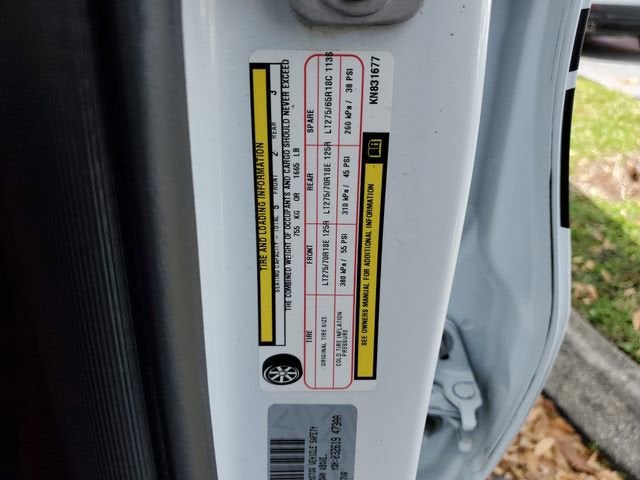 TIRE AND LOADING INFORMATION
SEATING CAPACITY - TOTAL 5 FRONT 2 REAR 3
THE COMBINED WEIGHT OF OCCUPANTS AND CARGO SHOULD NEVER EXCEED
755 KG OR 1665 LB
TIRE FRONT REAR SPARE
ORIGINAL TIRE SIZE LT275/70R18E 125R LT275/70R18E 125R LT275/65R18C 113S
COLD TIRE INFLATION PRESSURE 380 kPa / 55 PSI 310 kPa / 45 PSI 260 kPa / 38 PSI
SEE OWNERS MANUAL FOR ADDITIONAL INFORMATION
KN831677
MDH:032619 473AA